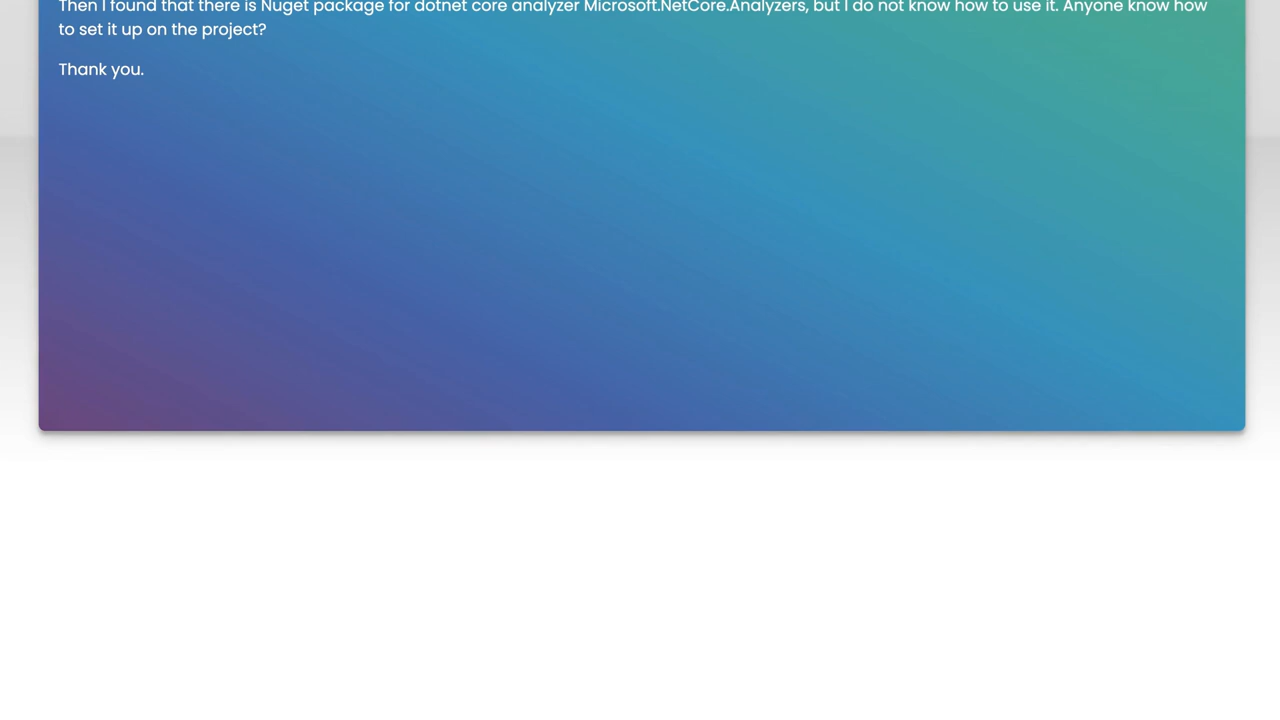 Then I found that there is Nuget package for dotnet core analyzer Microsoft.NetCore.Analyzers, but I do not know how to use it. Anyone know how
to set it up on the project?
Thank you.